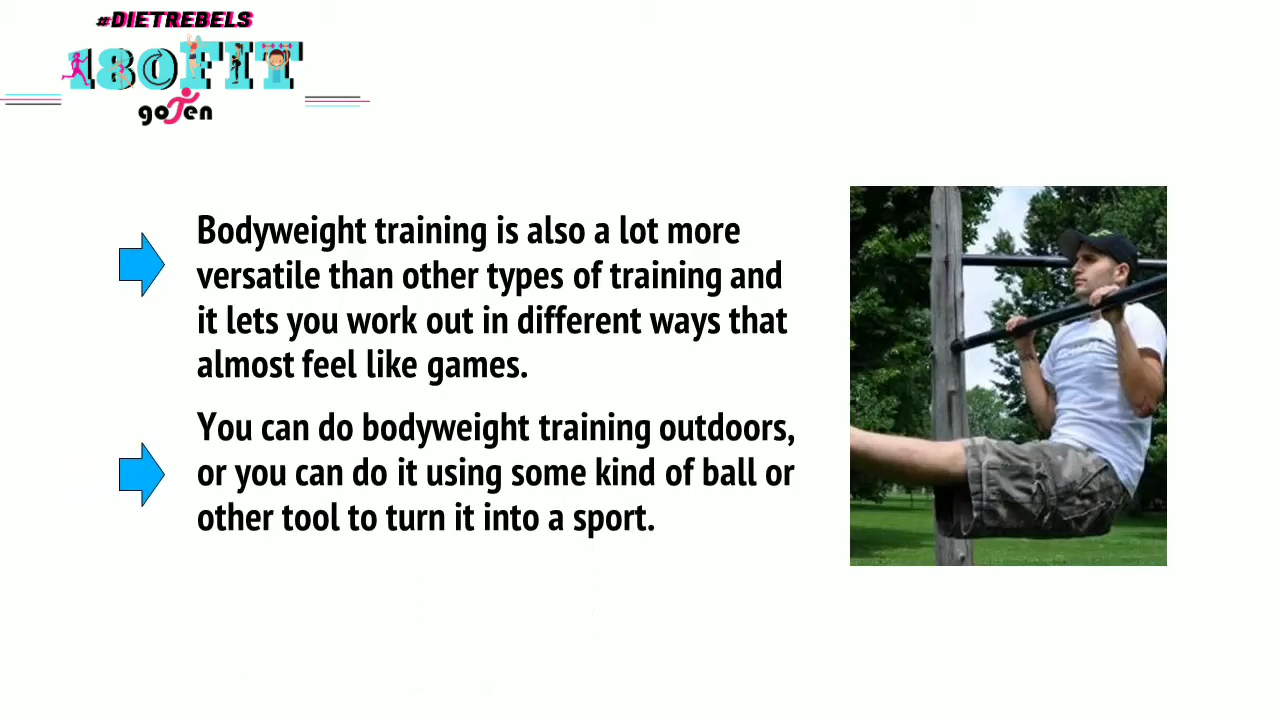 #DIETREBELS
180FIT
goTen
Bodyweight training is also a lot more
versatile than other types of training and
it lets you work out in different ways that
almost feel like games.
You can do bodyweight training outdoors,
or you can do it using some kind of ball or
other tool to turn it into a sport.